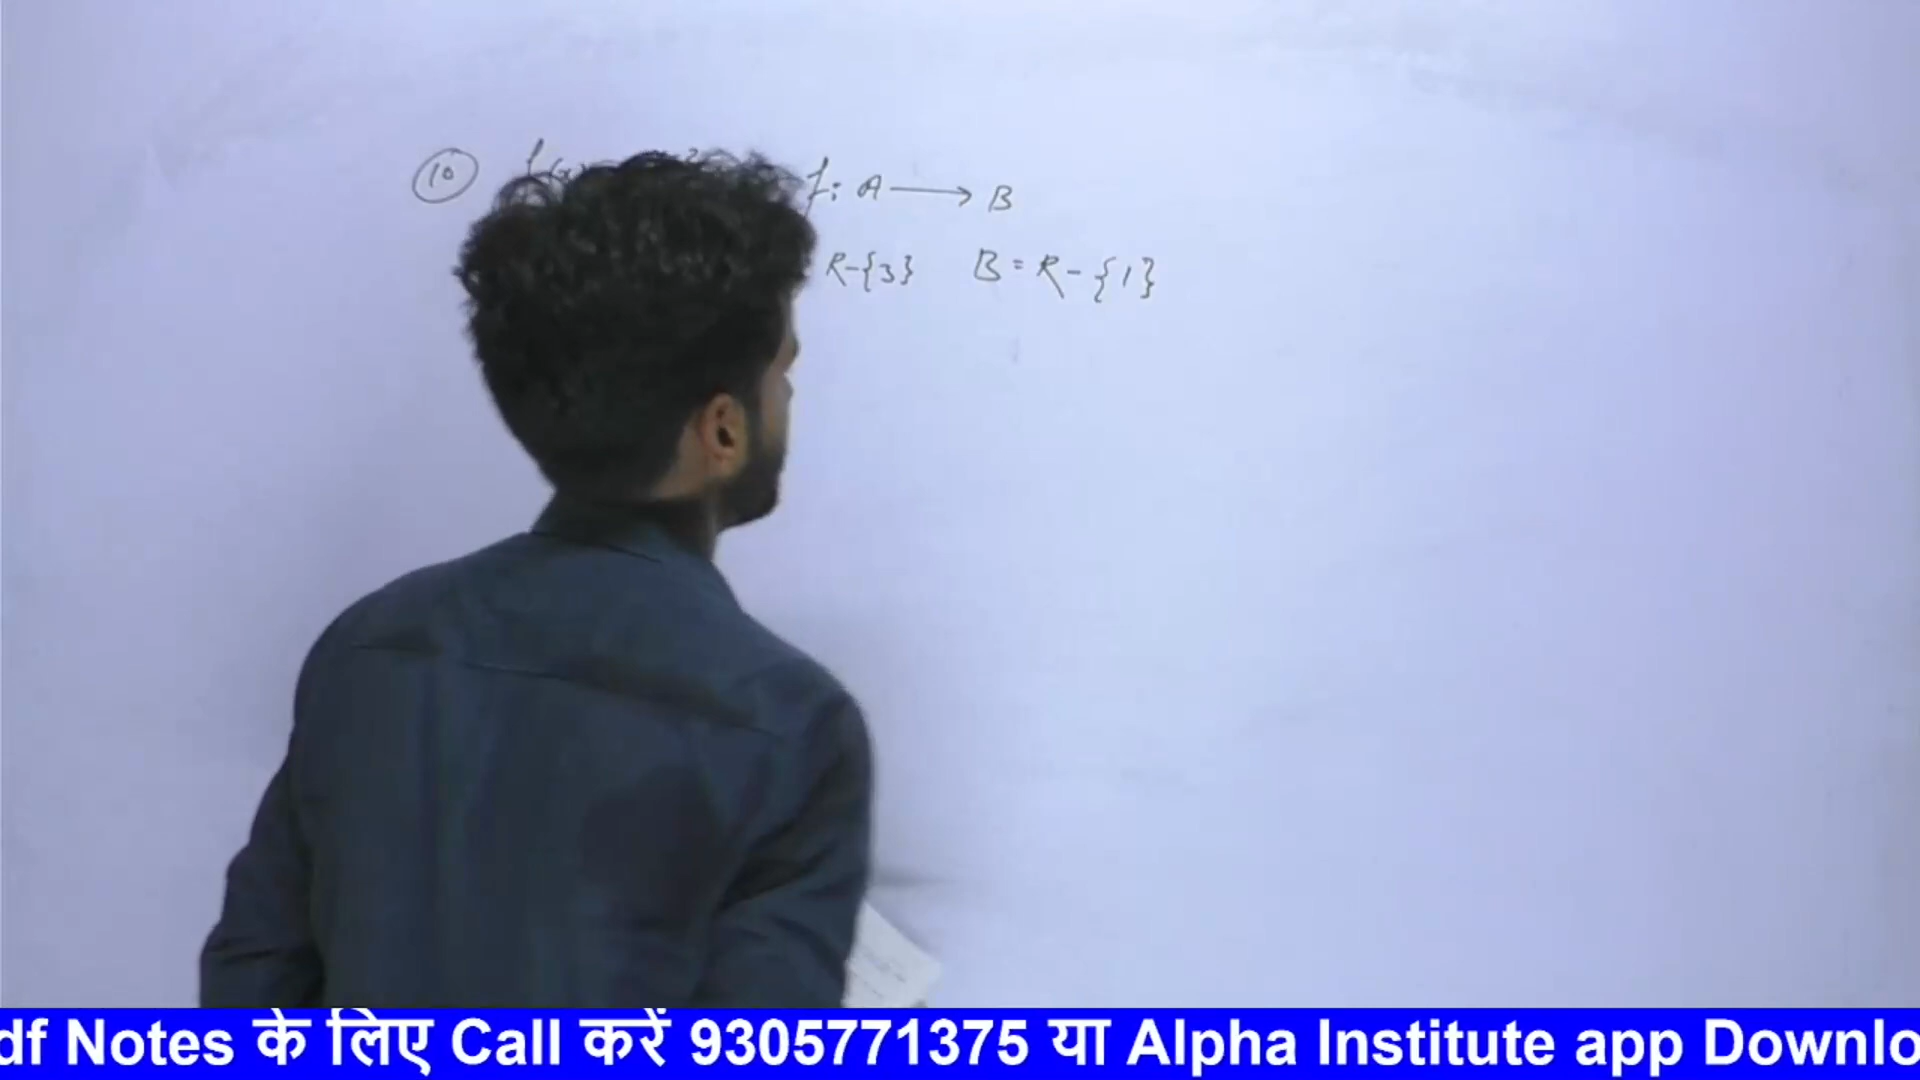 10 f(x) f: A → B
R-{3} B = R-{1}
df Notes के लिए Call करें 9305771375 या Alpha Institute app Downlo